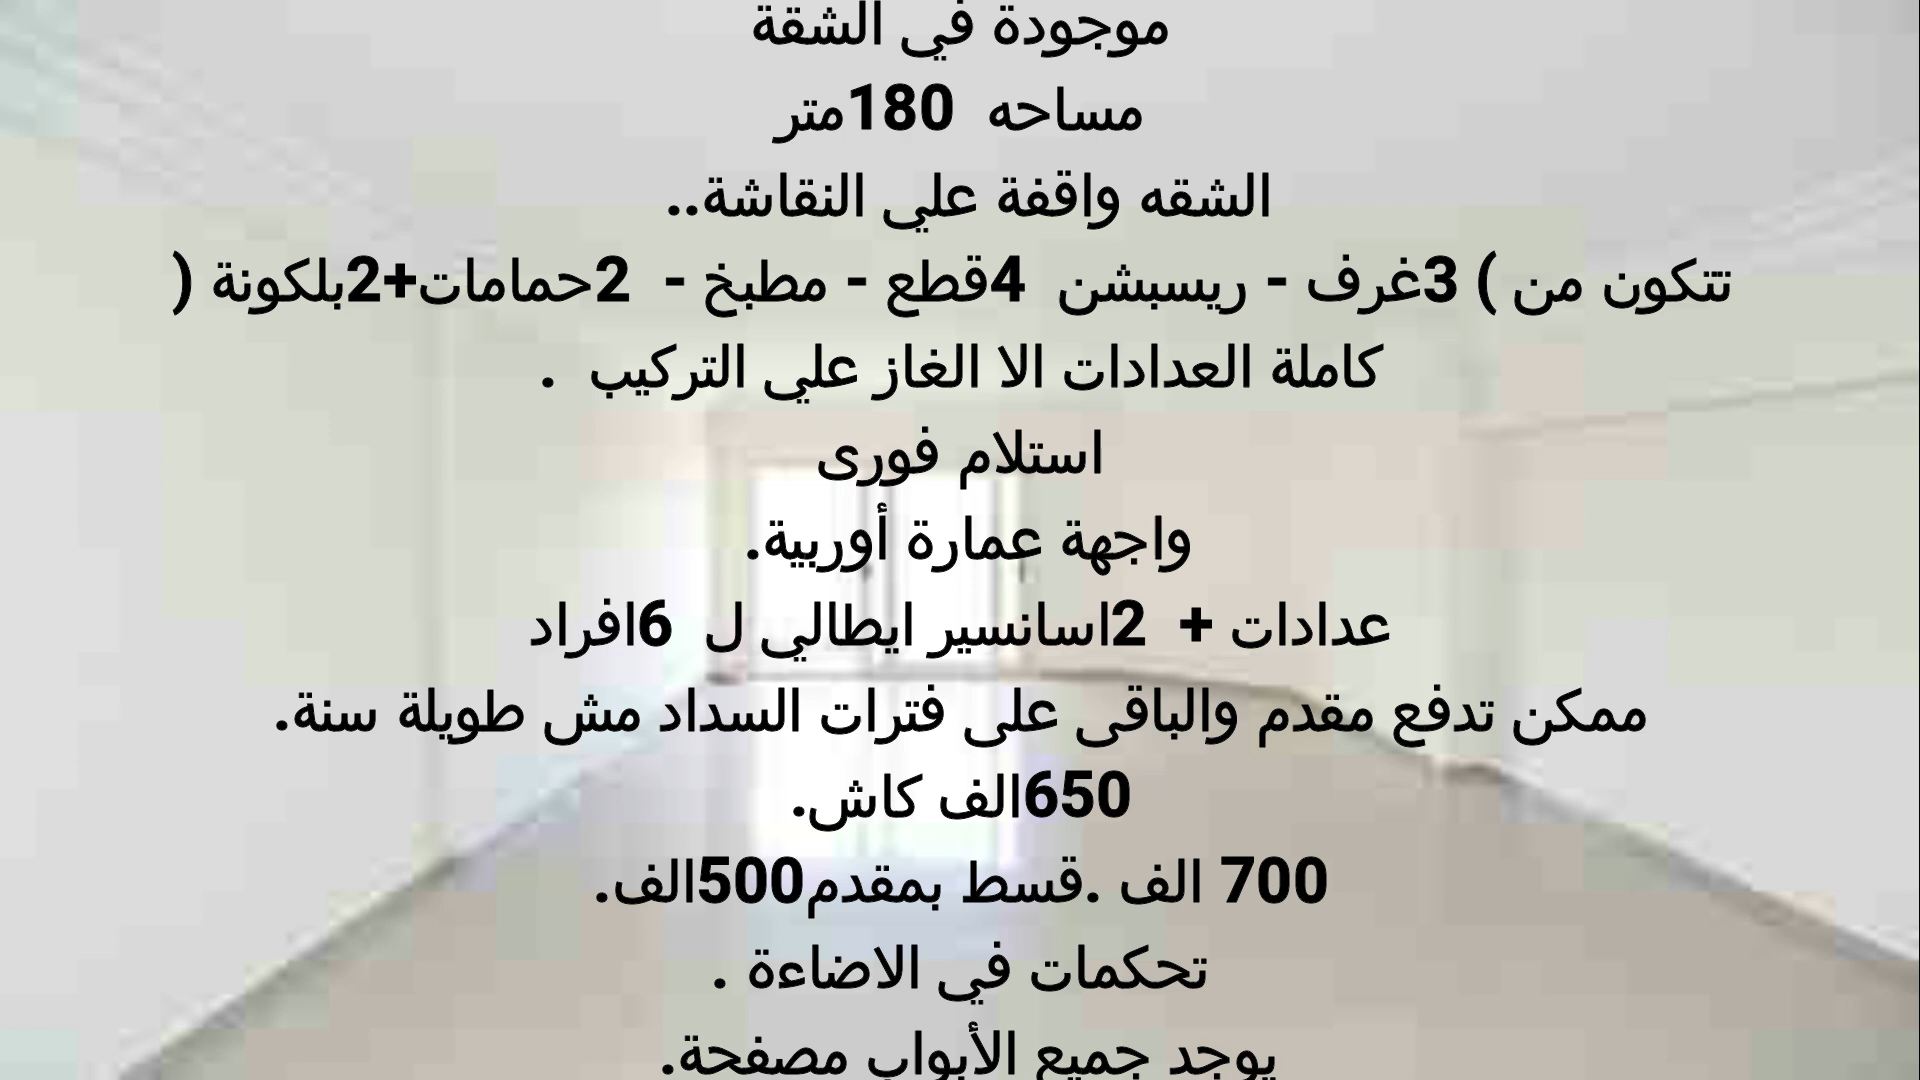 موجودة في الشقة
مساحه 180متر
الشقه واقفة علي النقاشة..
تتكون من ) 3غرف - ريسبشن 4قطع - مطبخ - 2حمامات+2بلكونة (
كاملة العدادات الا الغاز علي التركيب .
استلام فورى
واجهة عمارة أوربية.
عدادات + 2اسانسير ايطالي ل 6افراد
ممكن تدفع مقدم والباقى على فترات السداد مش طويلة سنة.
650الف كاش.
700 الف .قسط بمقدم500الف.
تحكمات في الاضاءة .
يوجد جميع الأبواب مصفحة.